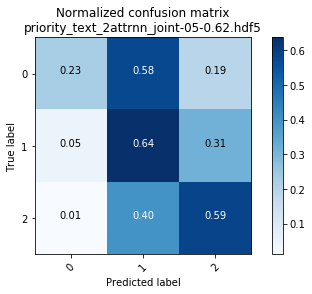 Normalized confusion matrix
priority_text_2attrnn_joint-05-0.62.hdf5
0 0.23 0.58 0.19
1 0.05 0.64 0.31
2 0.01 0.40 0.59
0 1 2
True label
Predicted label
0.6
0.5
0.4
0.3
0.2
0.1